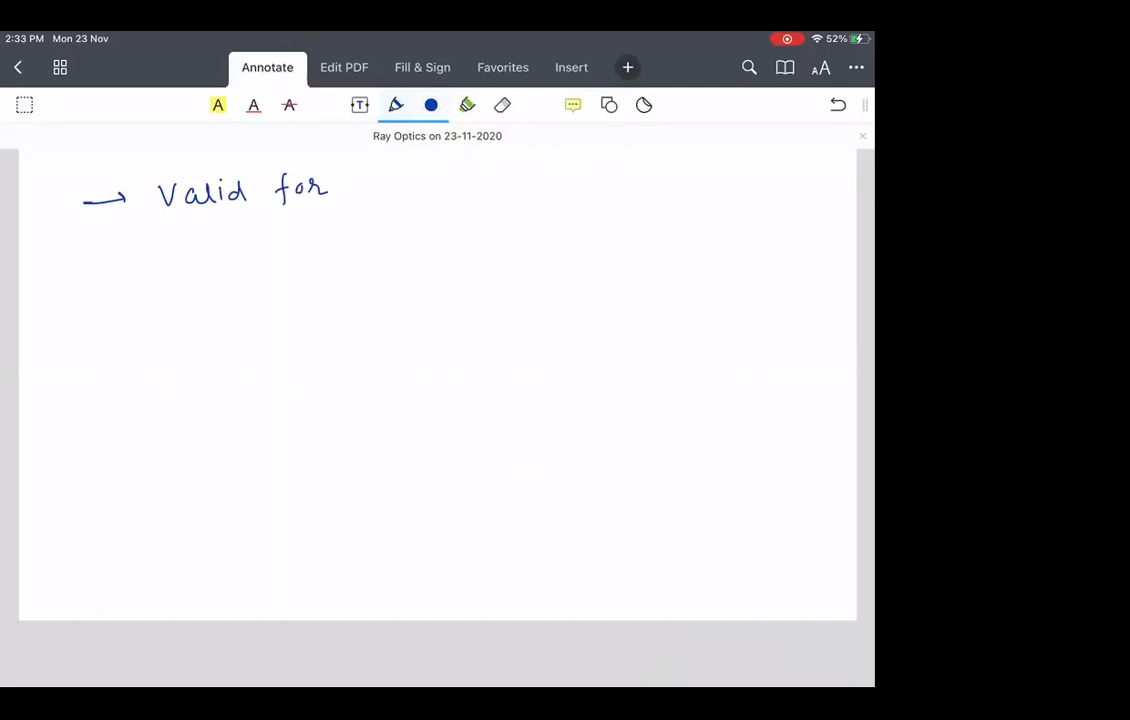 2:33 PM Mon 23 Nov 52%
Annotate Edit PDF Fill & Sign Favorites Insert
AA
A A A T
Ray Optics on 23-11-2020
→ Valid for